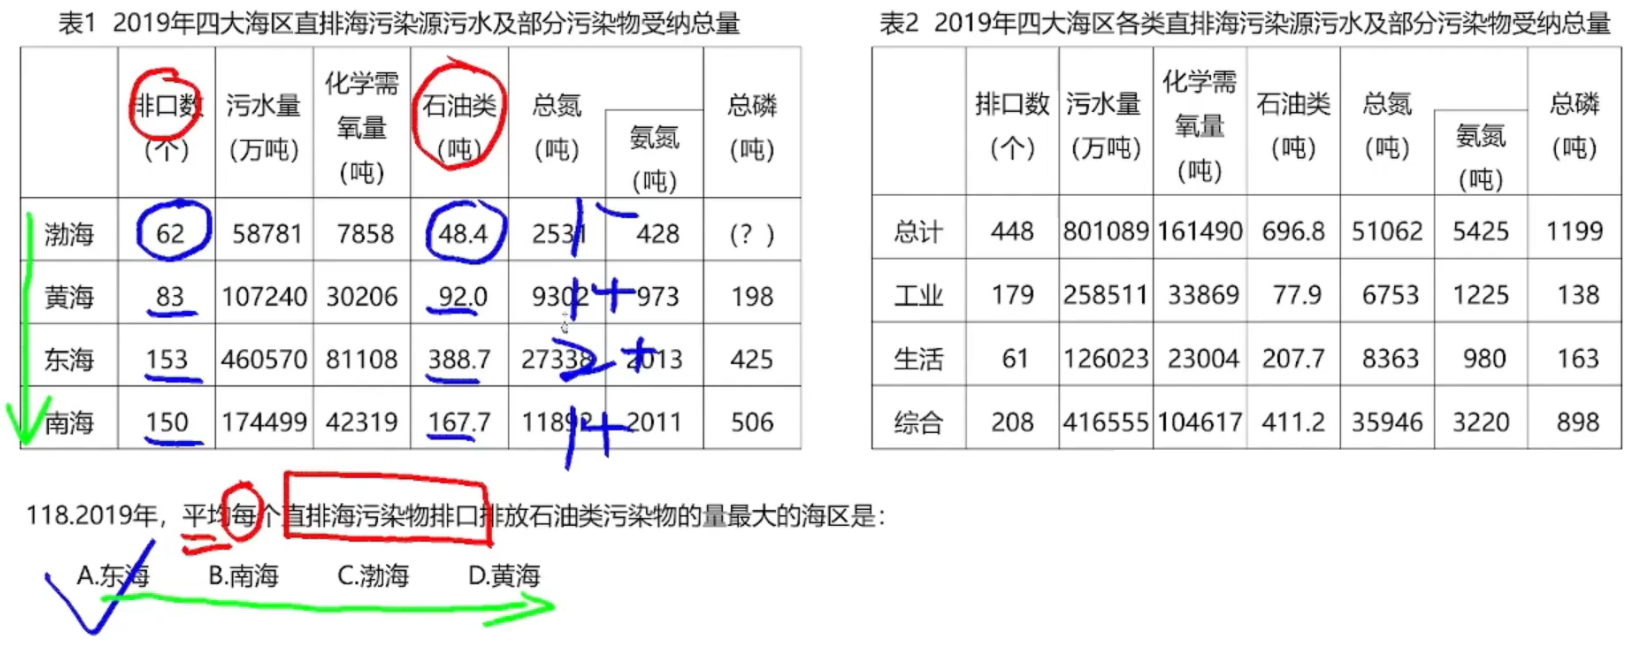 表1 2019年四大海区直排海污染源污水及部分污染物受纳总量
排口数(个) 污水量(万吨) 化学需氧量(吨) 石油类(吨) 总氮(吨) 氨氮(吨) 总磷(吨)
渤海 62 58781 7858 48.4 2531 428 (?)
黄海 83 107240 30206 92.0 9302 973 198
东海 153 460570 81108 388.7 27338 2013 425
南海 150 174499 42319 167.7 11892 2011 506
1-
1+
2+
1+
表2 2019年四大海区各类直排海污染源污水及部分污染物受纳总量
排口数(个) 污水量(万吨) 化学需氧量(吨) 石油类(吨) 总氮(吨) 氨氮(吨) 总磷(吨)
总计 448 801089 161490 696.8 51062 5425 1199
工业 179 258511 33869 77.9 6753 1225 138
生活 61 126023 23004 207.7 8363 980 163
综合 208 416555 104617 411.2 35946 3220 898
118.2019年，平均每个直排海污染物排口排放石油类污染物的量最大的海区是：
A.东海 B.南海 C.渤海 D.黄海